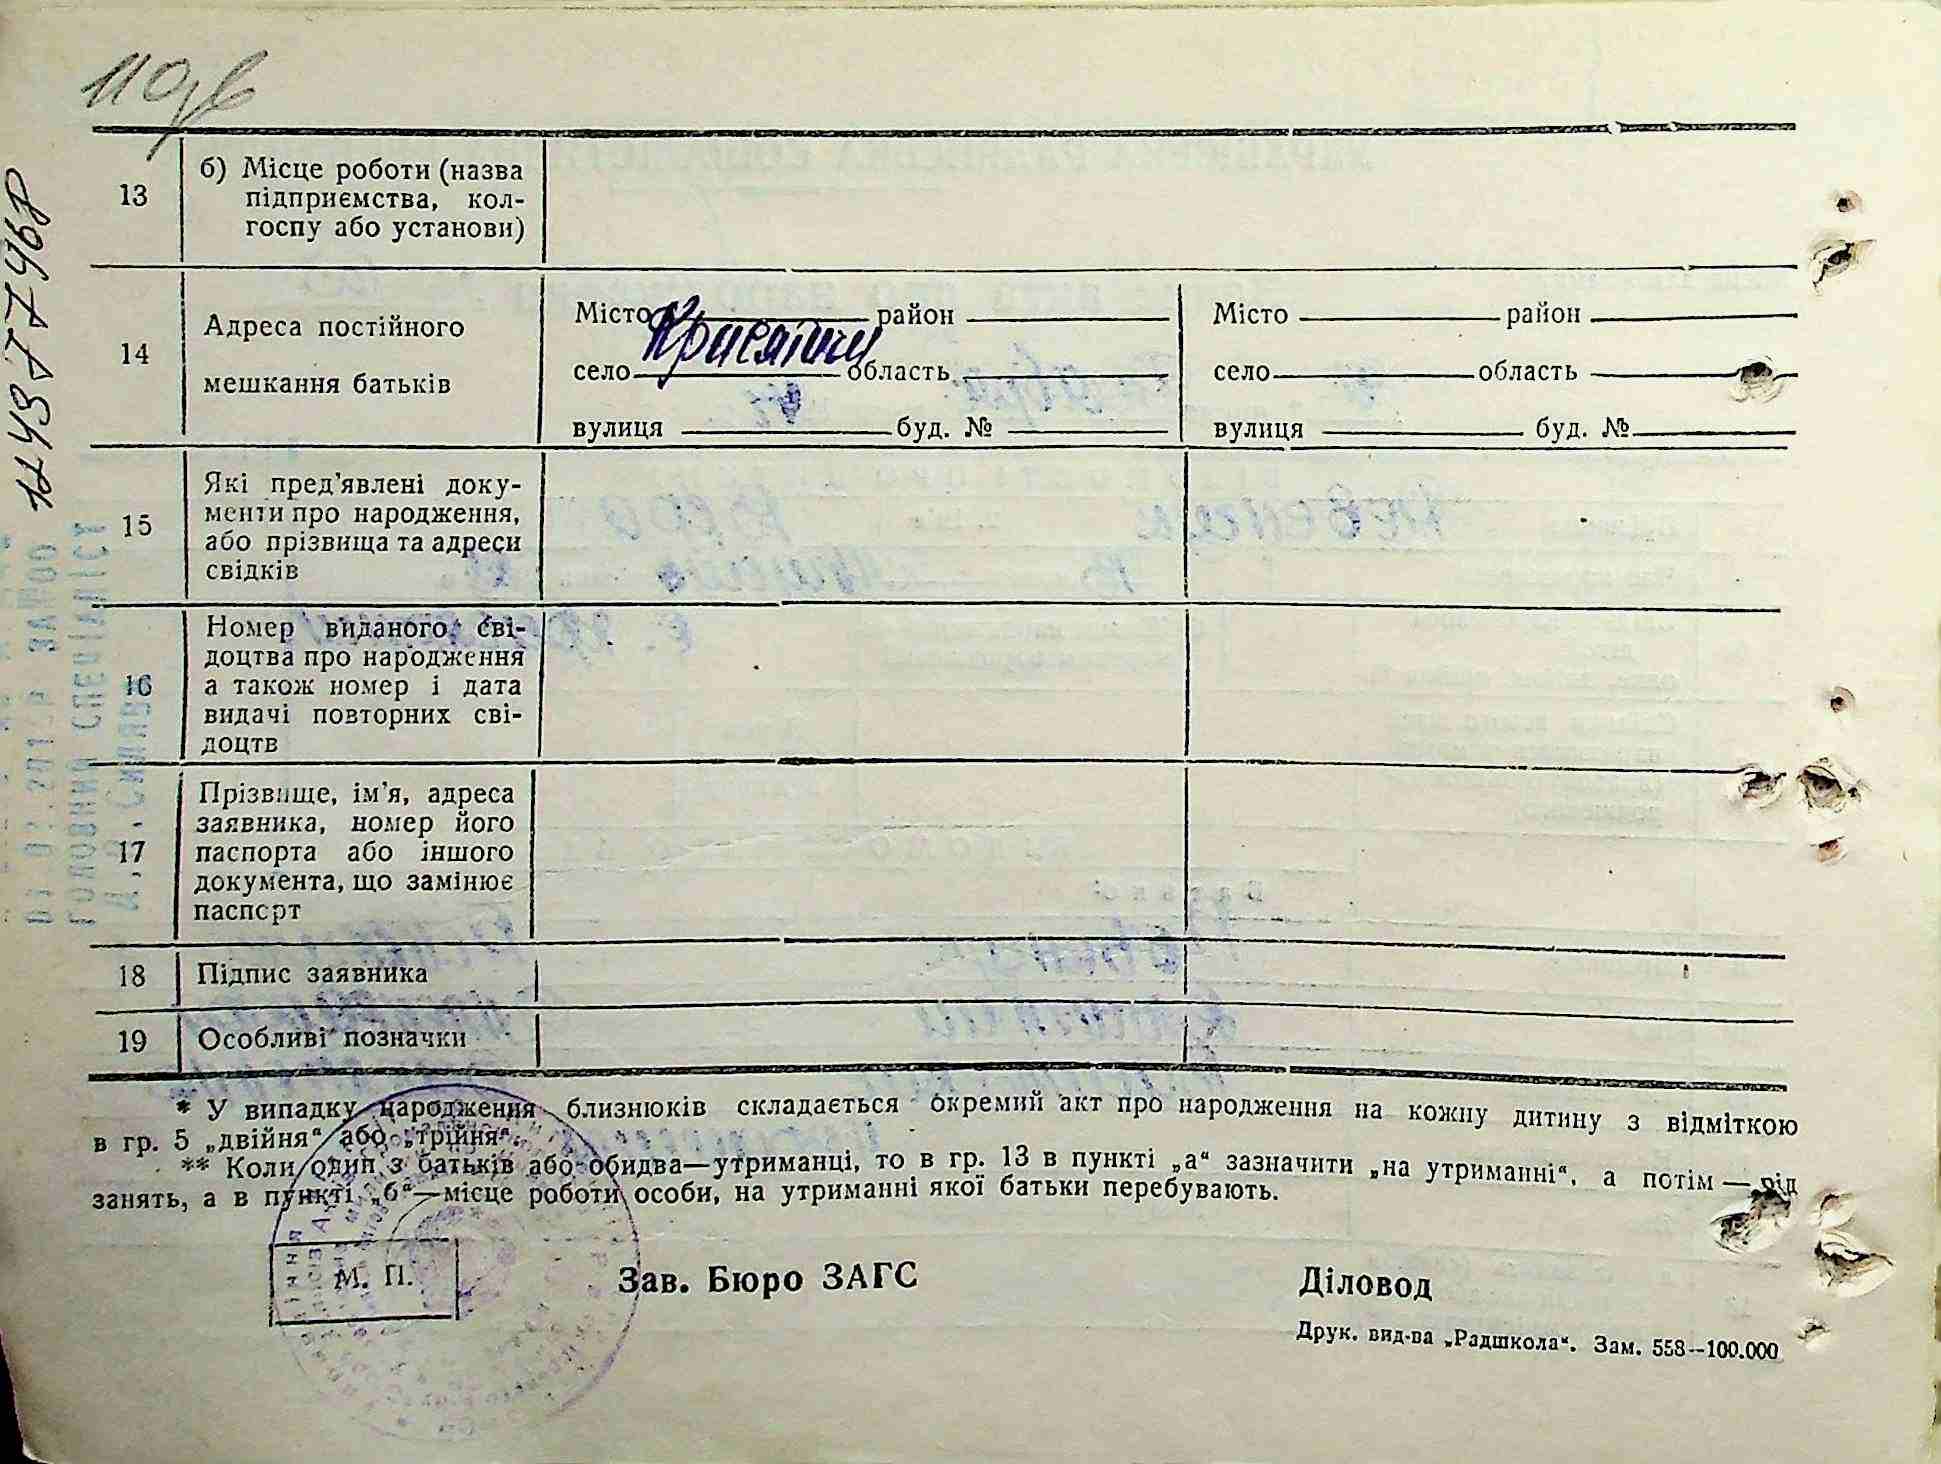 110зв
13
б) Місце роботи (назва
підприємства, кол-
госпу або установи)
14
Адреса постійного
мешкання батьків
Місто район
село Крисятичі область
вулиця буд. №
Місто район
село область
вулиця буд. №
15
Які пред'явлені доку-
менти про народження,
або прізвища та адреси
свідків
16
Номер виданого сві-
доцтва про народження
а також номер і дата
видачі повторних сві-
доцтв
17
Прізвище, ім'я, адреса
заявника, номер його
паспорта або іншого
документа, що замінює
паспорт
18
Підпис заявника
19
Особливі позначки
* У випадку народження близнюків складається окремий акт про народження на кожну дитину з відміткою
в гр. 5 „двійня“ або „трійня“.
** Коли один з батьків або обидва—утриманці, то в гр. 13 в пункті „а“ зазначити „на утриманні“, а потім — рід
занять, а в пункті „б“—місце роботи особи, на утриманні якої батьки перебувають.
М. П.
Зав. Бюро ЗАГС
Діловод
Друк. вид-ва „Радшкола“. Зам. 558—100.000
ГОЛОВНИЙ СПЕЦІАЛІСТ